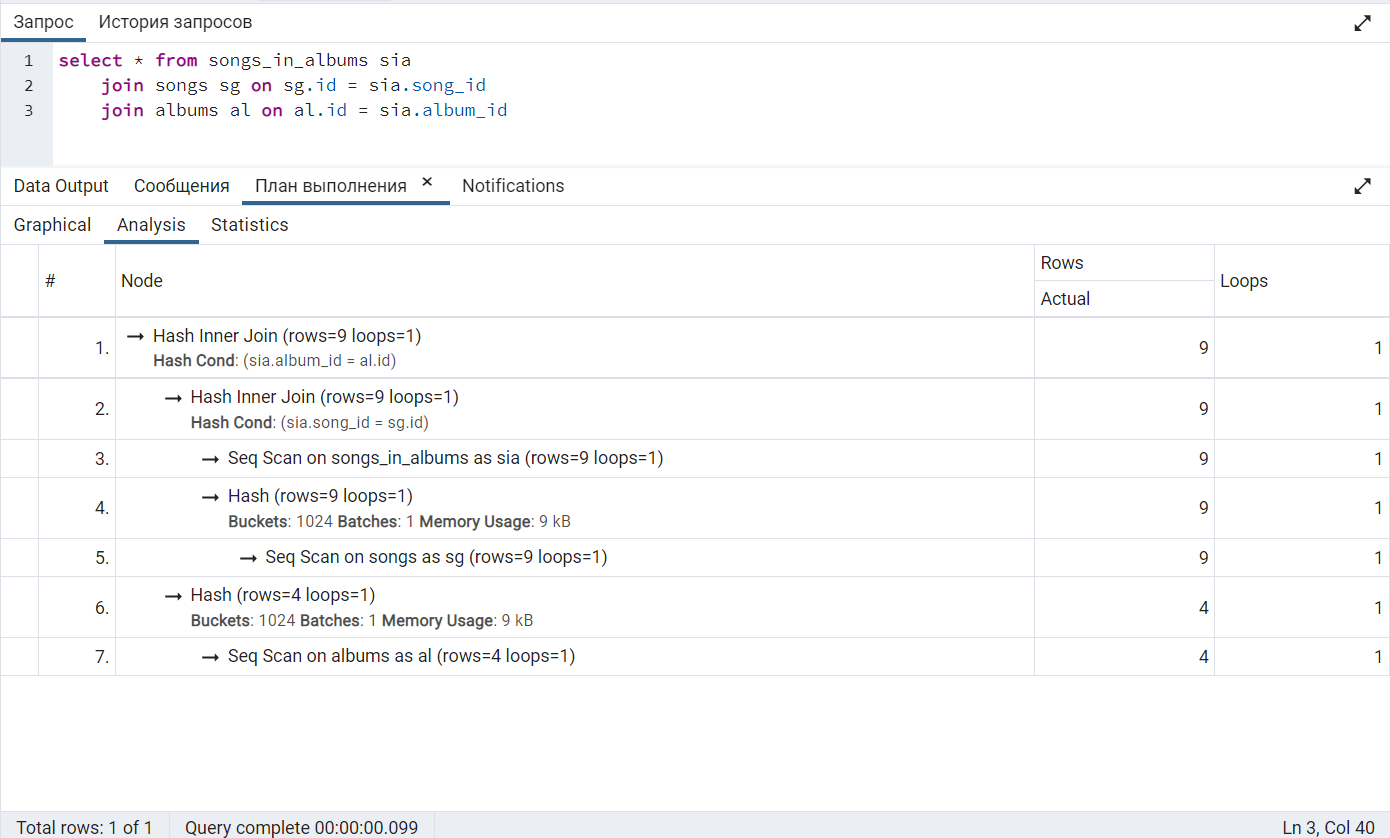 Запрос История запросов
1 select * from songs_in_albums sia
2 join songs sg on sg.id = sia.song_id
3 join albums al on al.id = sia.album_id
Data Output Сообщения План выполнения × Notifications
Graphical Analysis Statistics
# Node Rows Loops
Actual
1. → Hash Inner Join (rows=9 loops=1) 9 1
Hash Cond: (sia.album_id = al.id)
2. → Hash Inner Join (rows=9 loops=1) 9 1
Hash Cond: (sia.song_id = sg.id)
3. → Seq Scan on songs_in_albums as sia (rows=9 loops=1) 9 1
4. → Hash (rows=9 loops=1) 9 1
Buckets: 1024 Batches: 1 Memory Usage: 9 kB
5. → Seq Scan on songs as sg (rows=9 loops=1) 9 1
6. → Hash (rows=4 loops=1) 4 1
Buckets: 1024 Batches: 1 Memory Usage: 9 kB
7. → Seq Scan on albums as al (rows=4 loops=1) 4 1
Total rows: 1 of 1 Query complete 00:00:00.099 Ln 3, Col 40